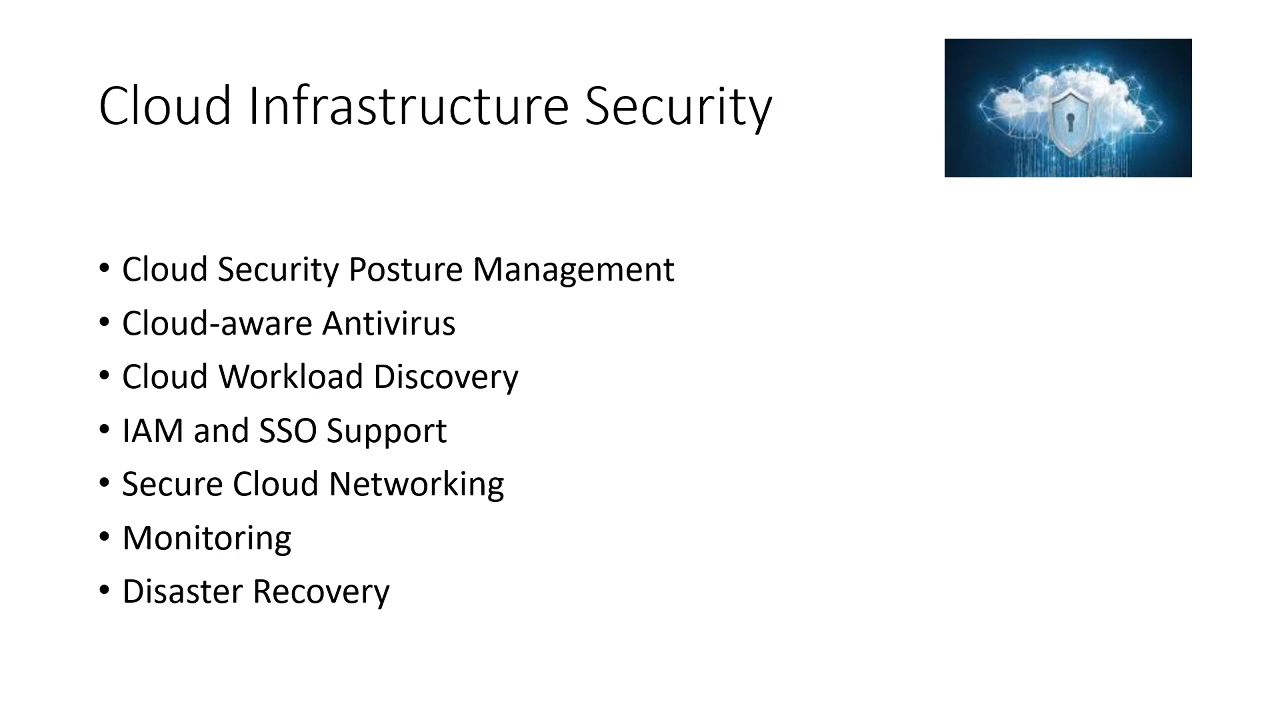 Cloud Infrastructure Security
• Cloud Security Posture Management
• Cloud-aware Antivirus
• Cloud Workload Discovery
• IAM and SSO Support
• Secure Cloud Networking
• Monitoring
• Disaster Recovery